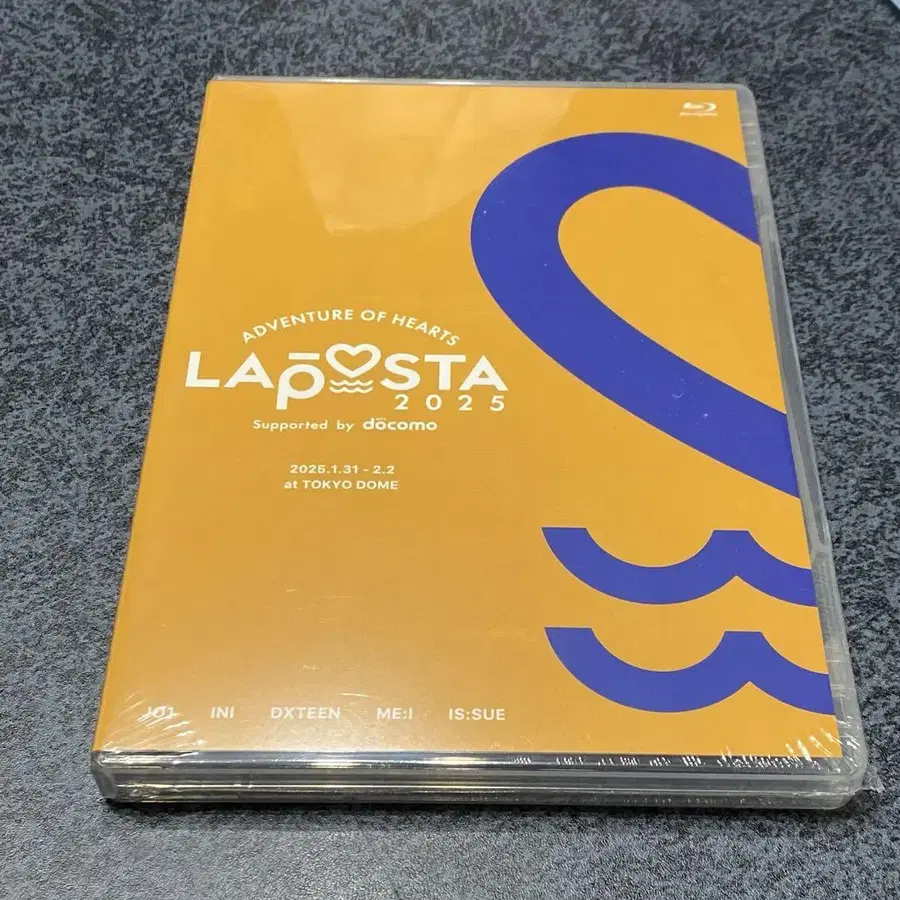 ADVENTURE OF HEARTS
LAPOSTA
2025
Supported by döcomo
2025.1.31 - 2.2
at TOKYO DOME
JO1 INI DXTEEN ME:I IS:SUE